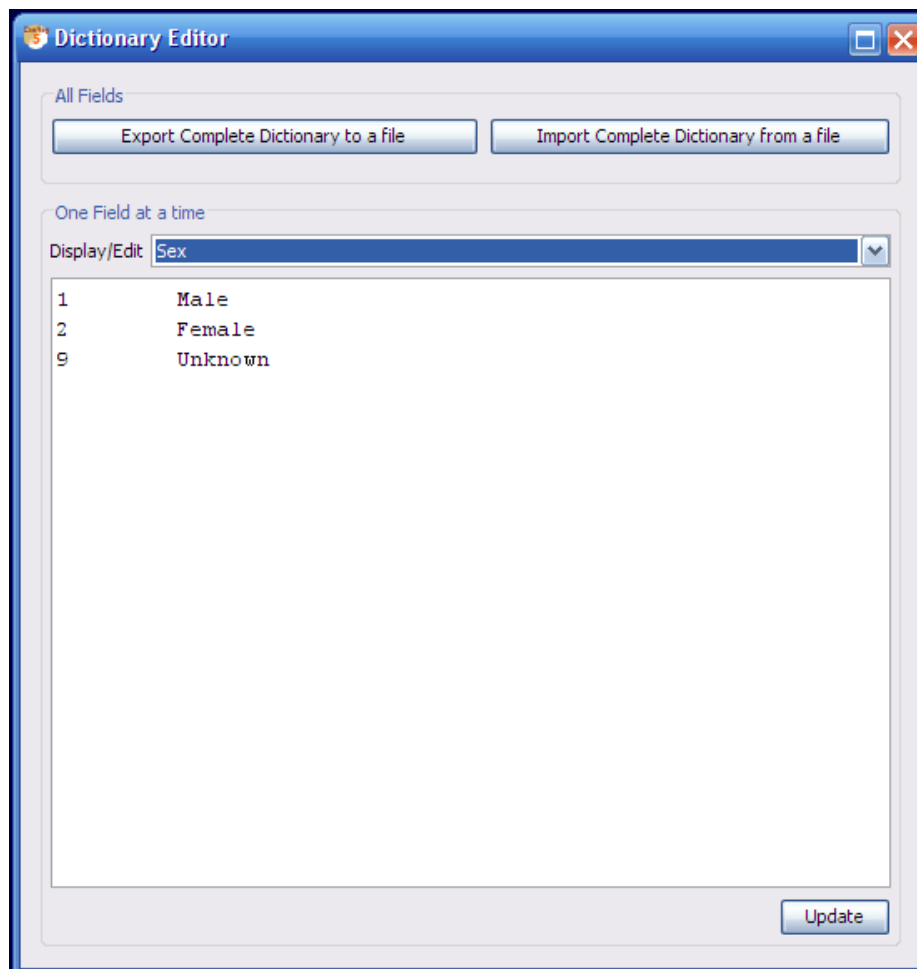 Dictionary Editor
All Fields
Export Complete Dictionary to a file Import Complete Dictionary from a file
One Field at a time
Display/Edit Sex
1 Male
2 Female
9 Unknown
Update